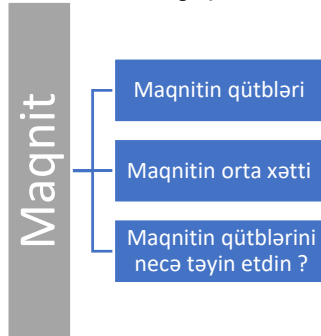 Maqnit
Maqnitin qütbləri
Maqnitin orta xətti
Maqnitin qütblərini
necə təyin etdin ?